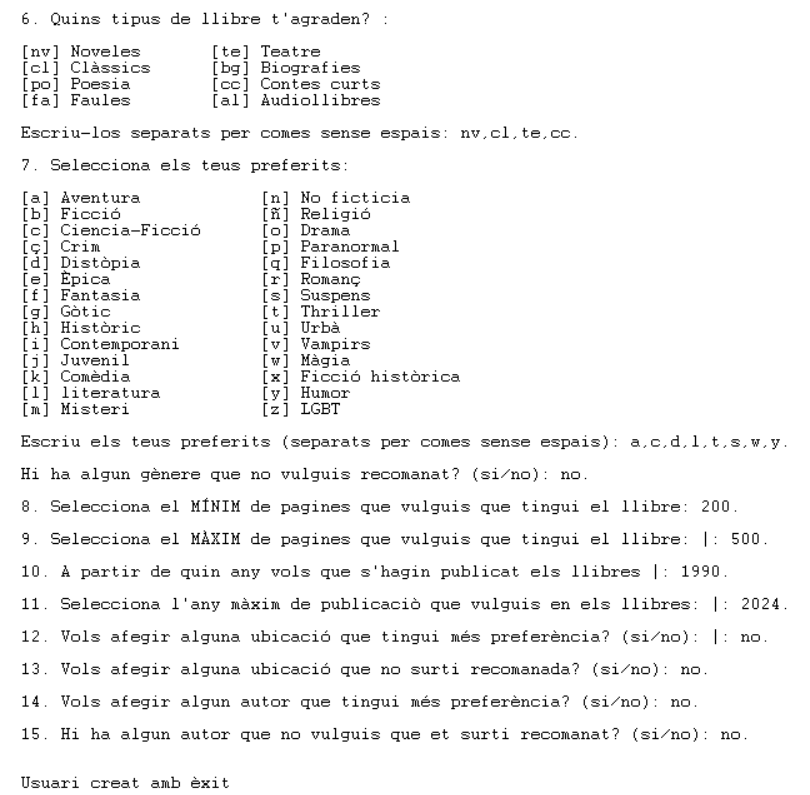 6. Quins tipus de llibre t'agraden? :
[nv] Noveles [te] Teatre
[cl] Clàssics [bg] Biografies
[po] Poesia [cc] Contes curts
[fa] Faules [al] Audiollibres
Escriu-los separats per comes sense espais: nv,cl,te,cc.
7. Selecciona els teus preferits:
[a] Aventura [n] No ficticia
[b] Ficció [ñ] Religió
[c] Ciencia-Ficció [o] Drama
[ç] Crim [p] Paranormal
[d] Distòpia [q] Filosofia
[e] Èpica [r] Romanç
[f] Fantasia [s] Suspens
[g] Gòtic [t] Thriller
[h] Històric [u] Urbà
[i] Contemporani [v] Vampirs
[j] Juvenil [w] Màgia
[k] Comèdia [x] Ficció històrica
[l] literatura [y] Humor
[m] Misteri [z] LGBT
Escriu els teus preferits (separats per comes sense espais): a,c,d,l,t,s,w,y.
Hi ha algun gènere que no vulguis recomanat? (si/no): no.
8. Selecciona el MÍNIM de pagines que vulguis que tingui el llibre: 200.
9. Selecciona el MÀXIM de pagines que vulguis que tingui el llibre: |: 500.
10. A partir de quin any vols que s'hagin publicat els llibres |: 1990.
11. Selecciona l'any màxim de publicaciò que vulguis en els llibres: |: 2024.
12. Vols afegir alguna ubicació que tingui més preferència? (si/no): |: no.
13. Vols afegir alguna ubicació que no surti recomanada? (si/no): no.
14. Vols afegir algun autor que tingui més preferència? (si/no): no.
15. Hi ha algun autor que no vulguis que et surti recomanat? (si/no): no.
Usuari creat amb èxit